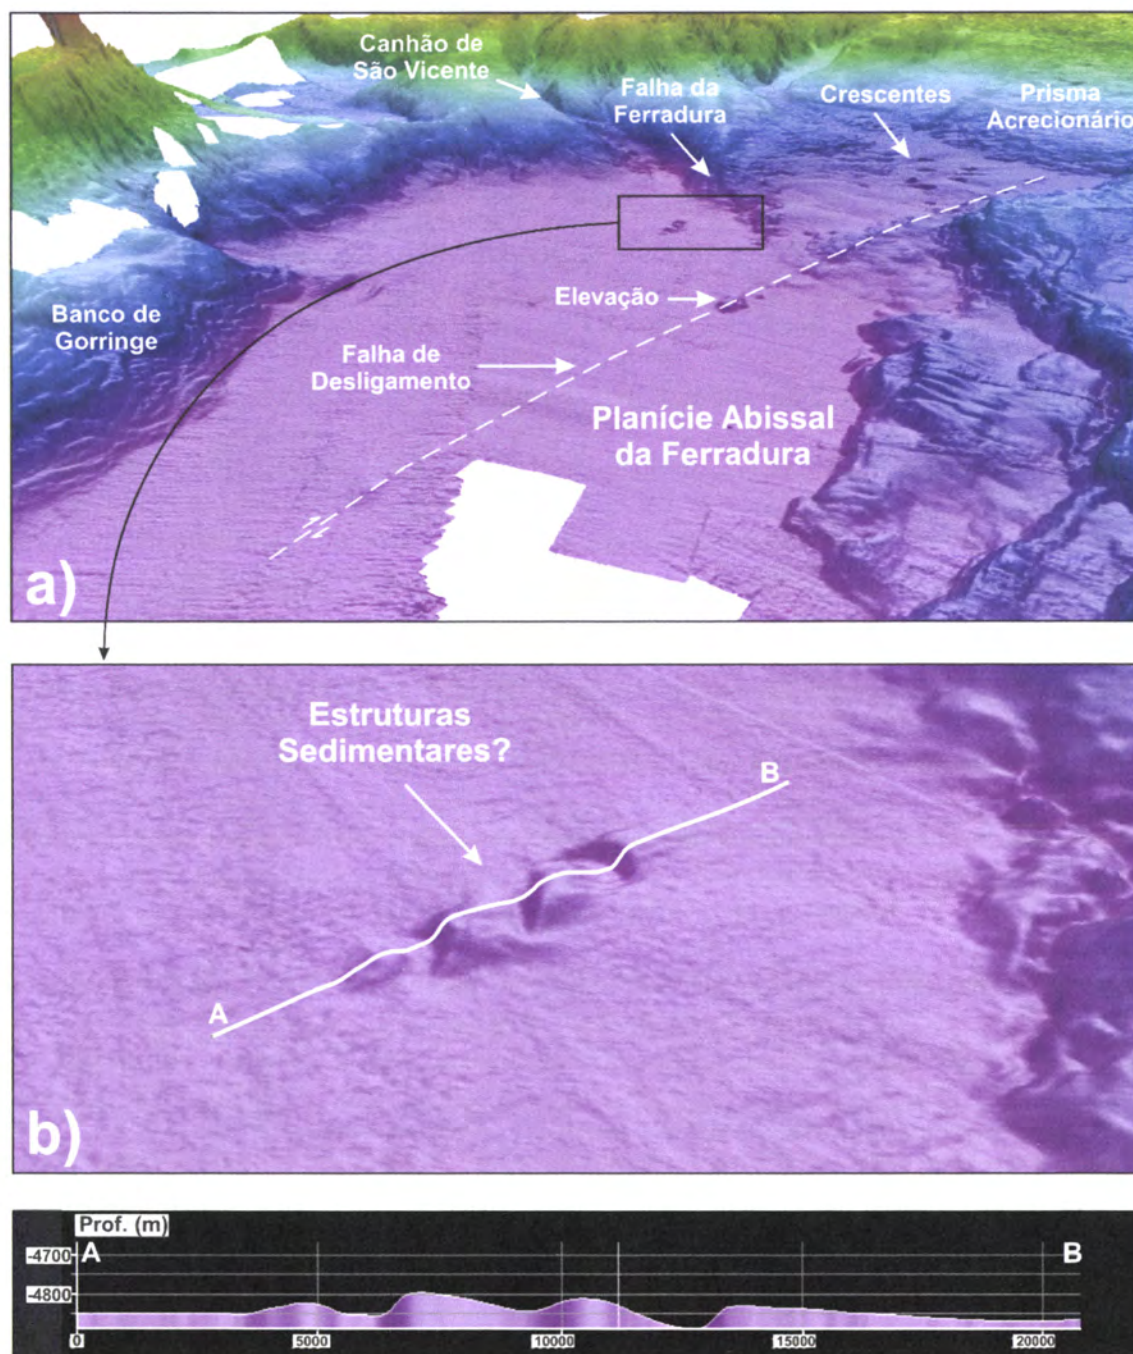 Canhão de
São Vicente
Falha da
Ferradura
Crescentes
Prisma
Acrecionário
Banco de
Gorringe
Elevação
Falha de
Desligamento
Planície Abissal
da Ferradura
a)
Estruturas
Sedimentares?
B
A
b)
Prof. (m)
A
B
-4700
-4800
0
5000
10000
15000
20000